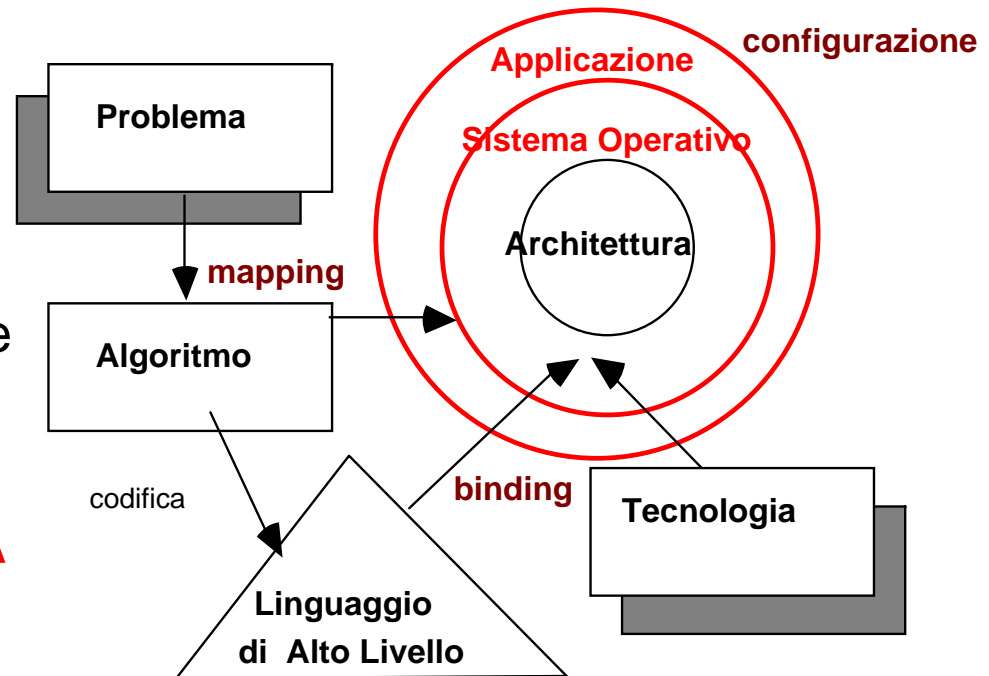 configurazione
Applicazione
Problema
Sistema Operativo
Architettura
mapping
e
Algoritmo
codifica
binding
Tecnologia
A
Linguaggio
di Alto Livello